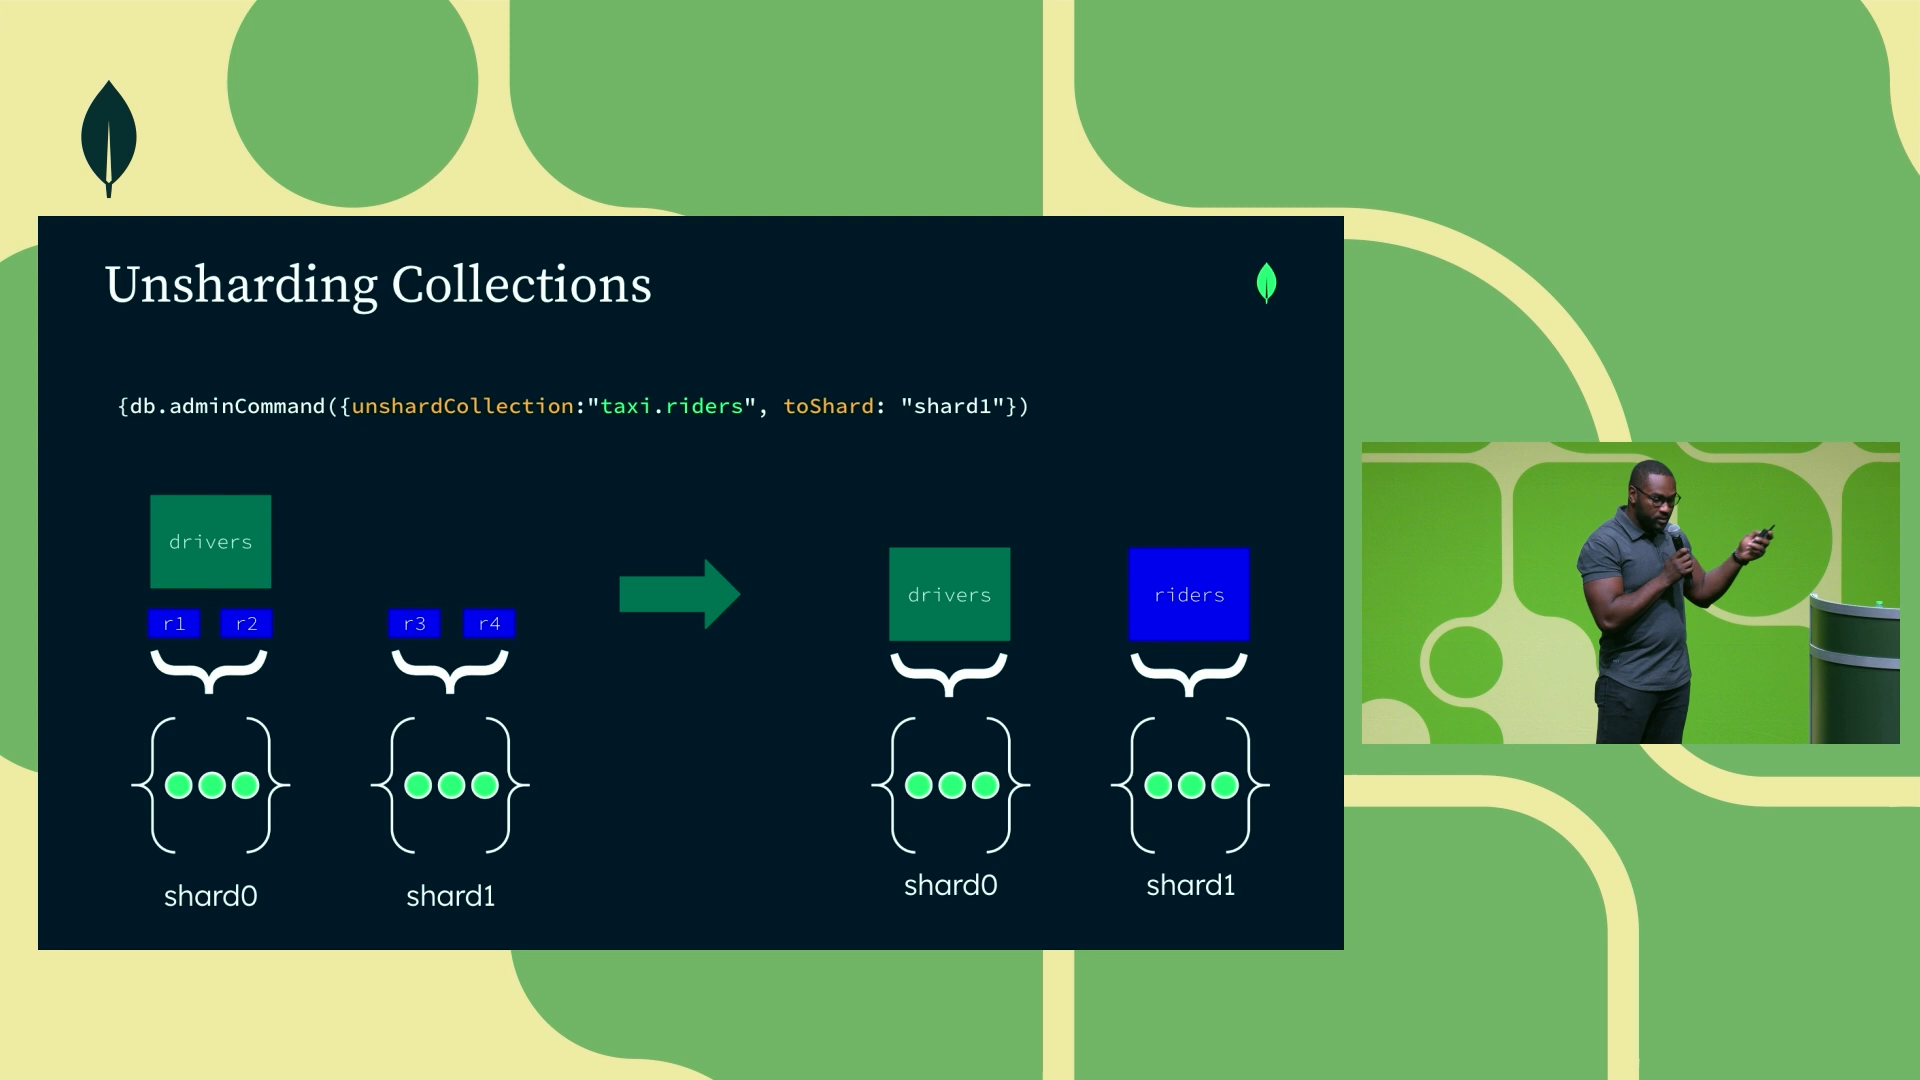 Unsharding Collections
{db.adminCommand({unshardCollection:"taxi.riders", toShard: "shard1"})
drivers
r1 r2 r3 r4
drivers riders
shard0 shard1
shard0 shard1